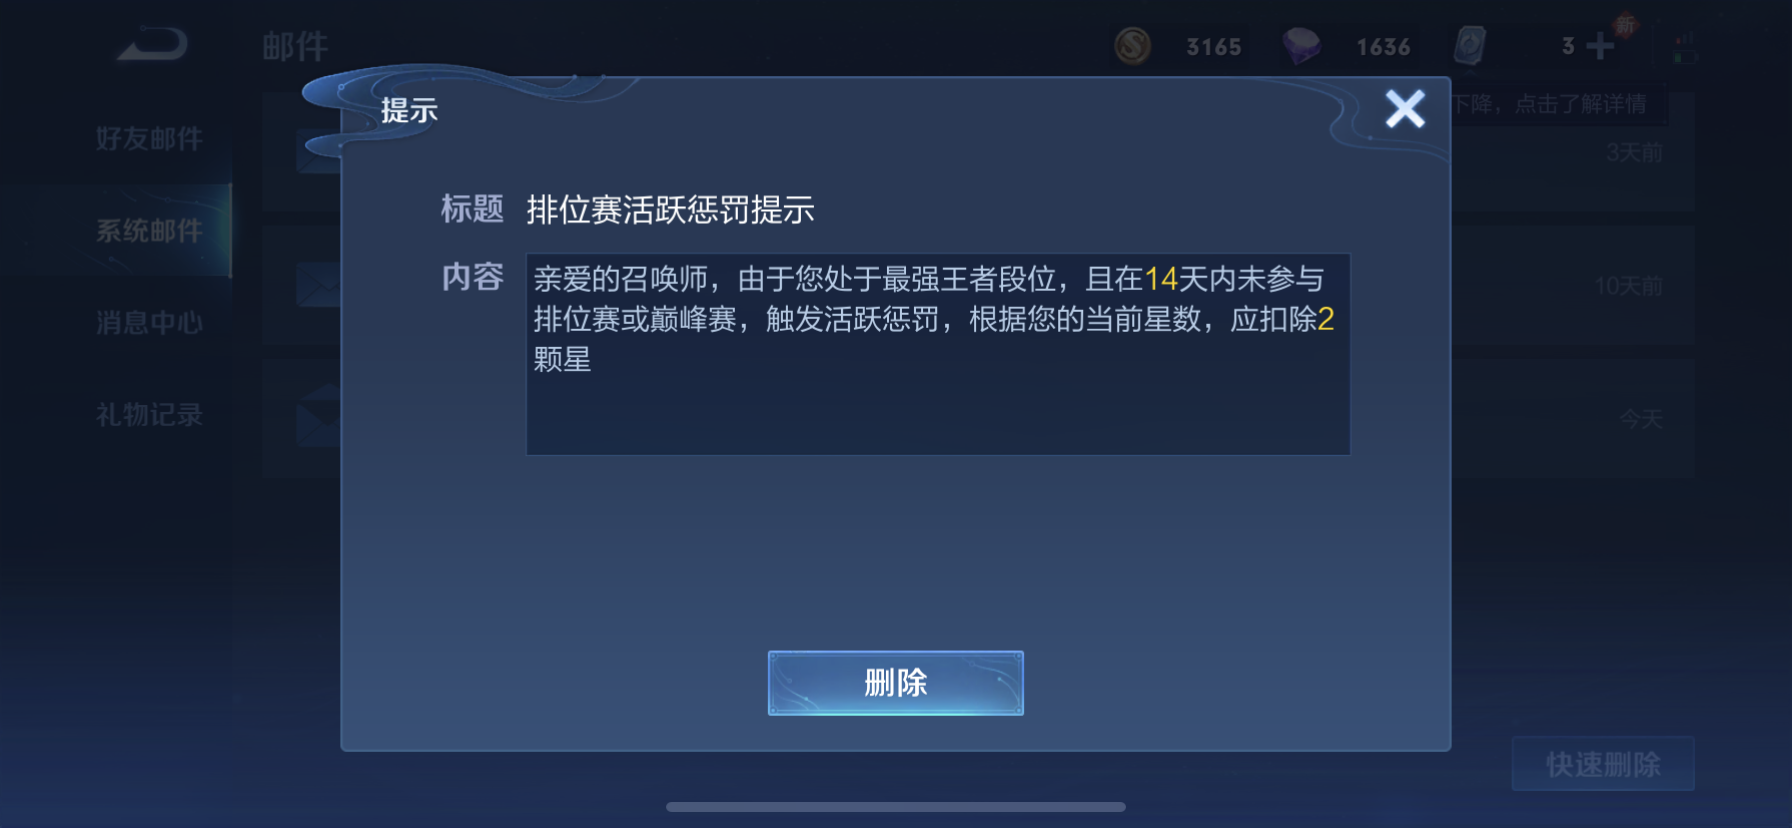 邮件
3165
1636
3
新
提示
下降，点击了解详情
好友邮件
3天前
标题 排位赛活跃惩罚提示
系统邮件
内容 亲爱的召唤师，由于您处于最强王者段位，且在14天内未参与
排位赛或巅峰赛，触发活跃惩罚，根据您的当前星数，应扣除2
颗星
10天前
消息中心
礼物记录
今天
删除
快速删除